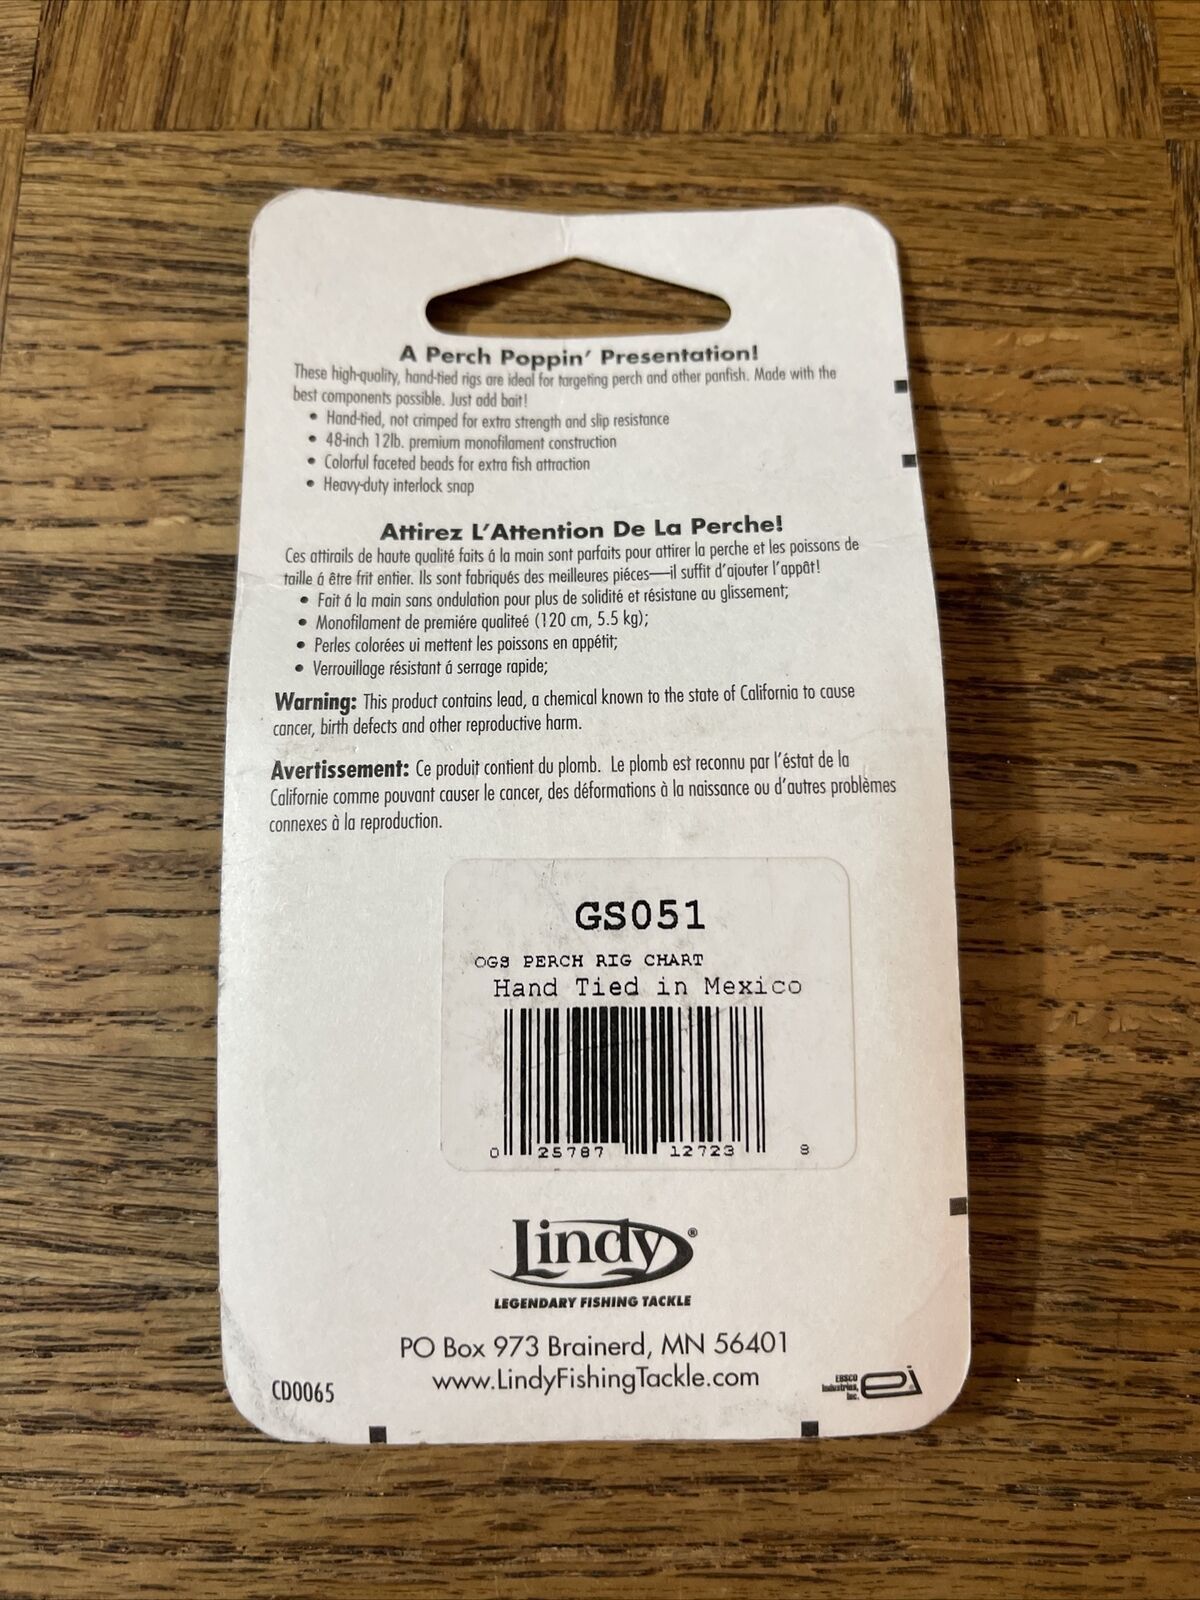 A Perch Poppin' Presentation!
These high-quality, hand-tied rigs are ideal for targeting perch and other panfish. Made with the
best components possible. Just add bait!
• Hand-tied, not crimped for extra strength and slip resistance
• 48-inch 12lb. premium monofilament construction
• Colorful faceted beads for extra fish attraction
• Heavy-duty interlock snap
Attirez L'Attention De La Perche!
Ces attirails de haute qualité faits á la main sont parfaits pour attirer la perche et les poissons de
taille á être frit entier. Ils sont fabriqués des meilleures piéces—il suffit d'ajouter l'appât!
• Fait á la main sans ondulation pour plus de solidité et résistane au glissement;
• Monofilament de premiére qualiteé (120 cm, 5.5 kg);
• Perles colorées ui mettent les poissons en appétit;
• Verrouillage résistant á serrage rapide;
Warning: This product contains lead, a chemical known to the state of California to cause
cancer, birth defects and other reproductive harm.
Avertissement: Ce produit contient du plomb. Le plomb est reconnu par l'éstat de la
Californie comme pouvant causer le cancer, des déformations à la naissance ou d'autres problèmes
connexes à la reproduction.
GS051
OGS PERCH RIG CHART
Hand Tied in Mexico
0 25787 12723 8
Lindy®
LEGENDARY FISHING TACKLE
PO Box 973 Brainerd, MN 56401
www.LindyFishingTackle.com
CD0065
EBSCO
Industries,
Inc.
ei